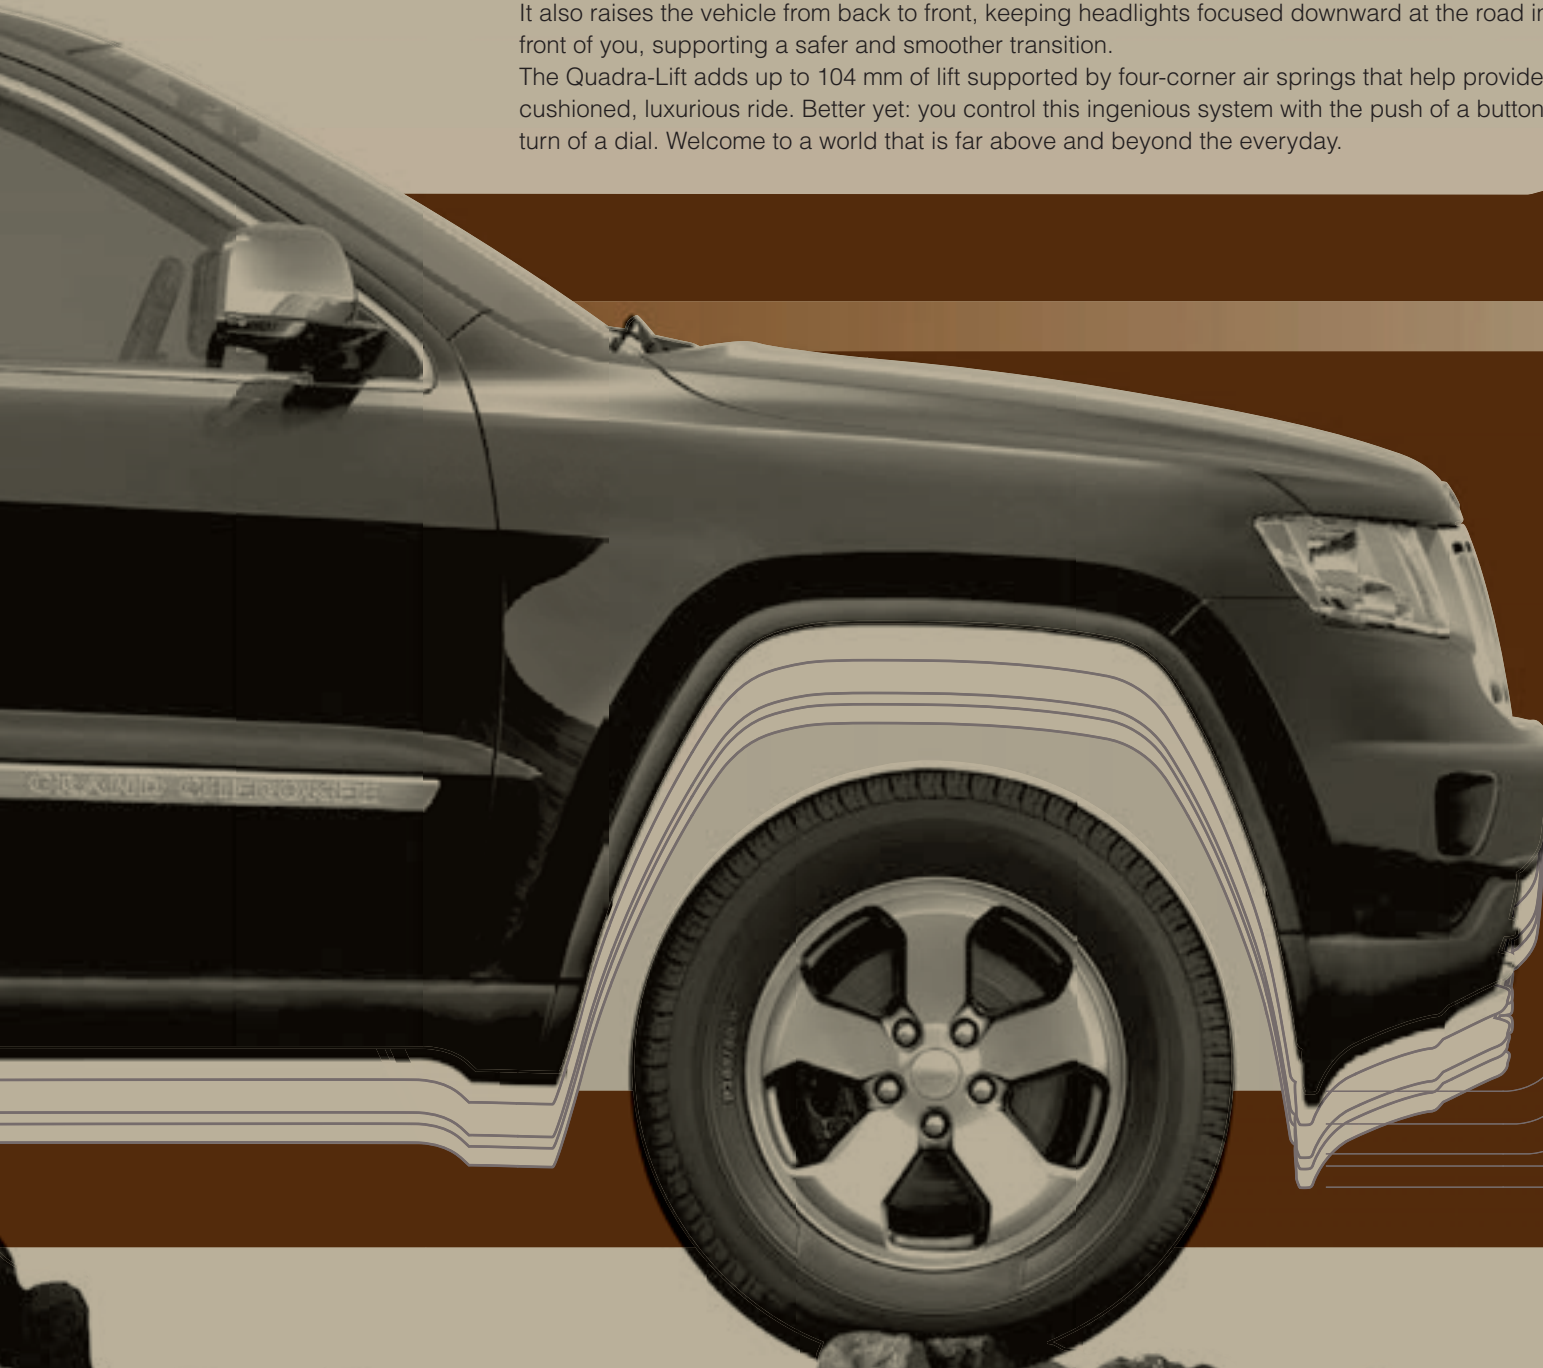 It also raises the vehicle from back to front, keeping headlights focused downward at the road in
front of you, supporting a safer and smoother transition.
The Quadra-Lift adds up to 104 mm of lift supported by four-corner air springs that help provide
cushioned, luxurious ride. Better yet: you control this ingenious system with the push of a button
turn of a dial. Welcome to a world that is far above and beyond the everyday.
GRAND CHEROKEE